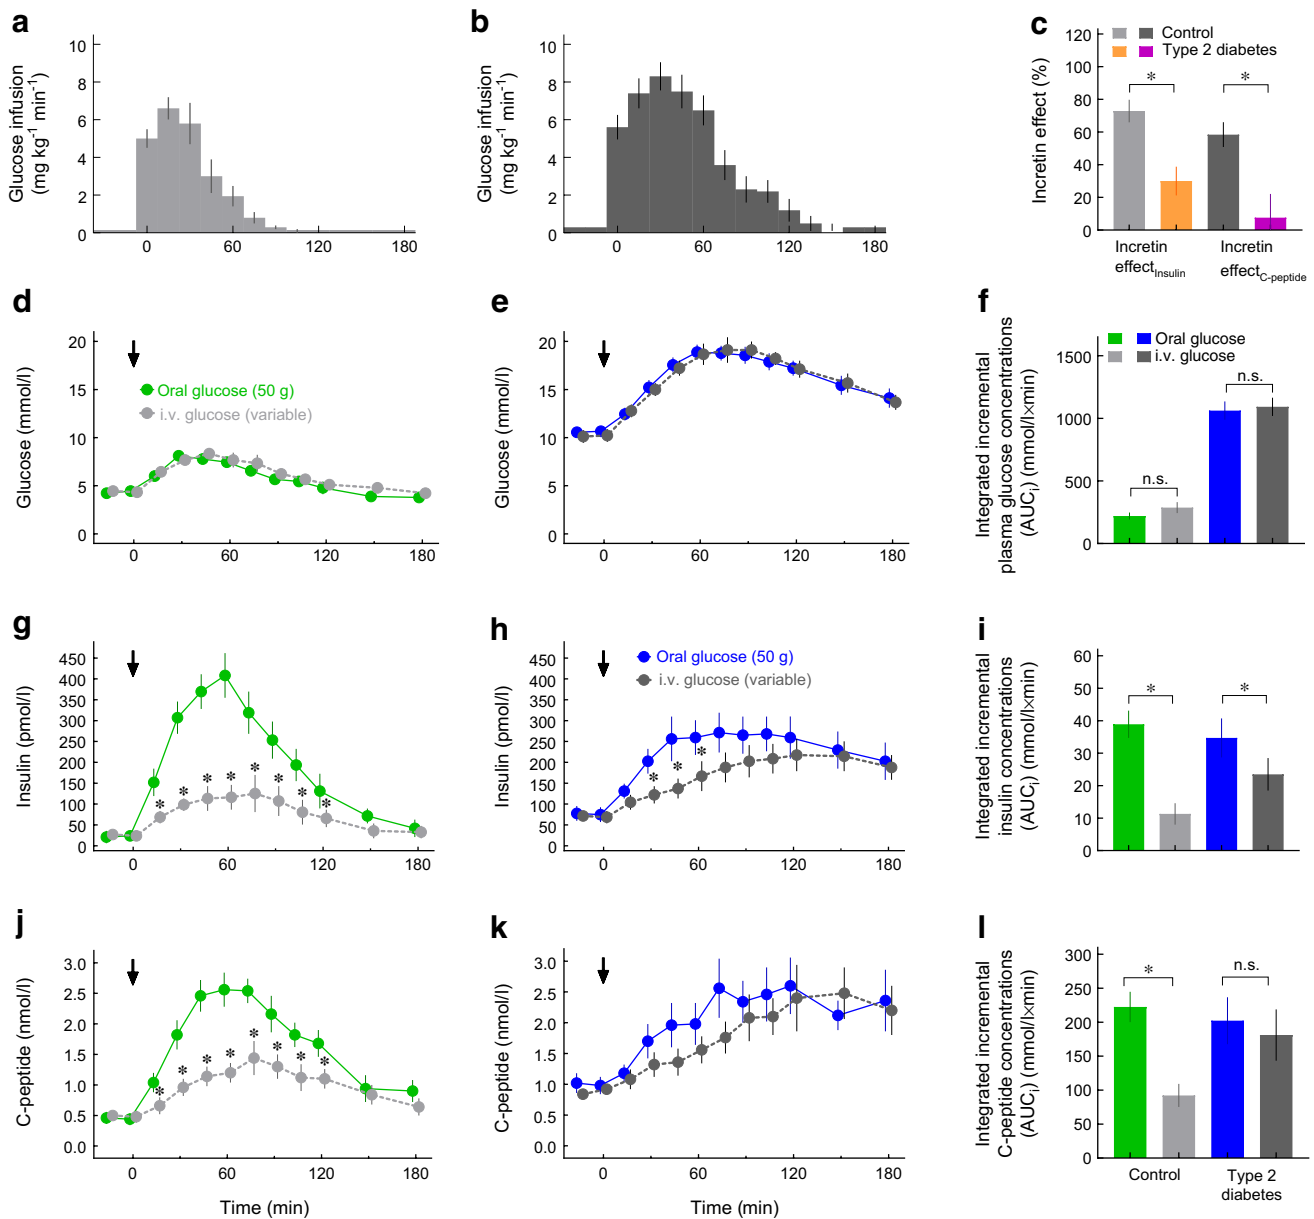 a
10
8
6
4
2
0
Glucose infusion
(mg kg-1 min-1)
0
60
120
180
b
10
8
6
4
2
0
Glucose infusion
(mg kg-1 min-1)
0
60
120
180
c
120
100
80
60
40
20
0
Incretin effect (%)
Control
Type 2 diabetes
*
*
Incretin
effectInsulin
Incretin
effectC-peptide
d
20
15
10
5
0
Glucose (mmol/l)
Oral glucose (50 g)
i.v. glucose (variable)
0
60
120
180
e
20
15
10
5
0
Glucose (mmol/l)
0
60
120
180
f
1500
1000
500
0
Integrated incremental
plasma glucose concentrations
(AUCi) (mmol/l×min)
Oral glucose
i.v. glucose
n.s.
n.s.
g
450
400
350
300
250
200
150
100
50
0
Insulin (pmol/l)
* * * * * * * *
0
60
120
180
h
450
400
350
300
250
200
150
100
50
0
Insulin (pmol/l)
Oral glucose (50 g)
i.v. glucose (variable)
* * *
0
60
120
180
i
60
50
40
30
20
10
0
Integrated incremental
insulin concentrations
(AUCi) (mmol/l×min)
*
*
j
3.0
2.5
2.0
1.5
1.0
0.5
0.0
C-peptide (nmol/l)
* * * * * * * *
0
60
120
180
Time (min)
k
3.0
2.5
2.0
1.5
1.0
0.5
0.0
C-peptide (nmol/l)
0
60
120
180
Time (min)
l
300
250
200
150
100
50
0
Integrated incremental
C-peptide concentrations
(AUCi) (mmol/l×min)
*
n.s.
Control
Type 2
diabetes